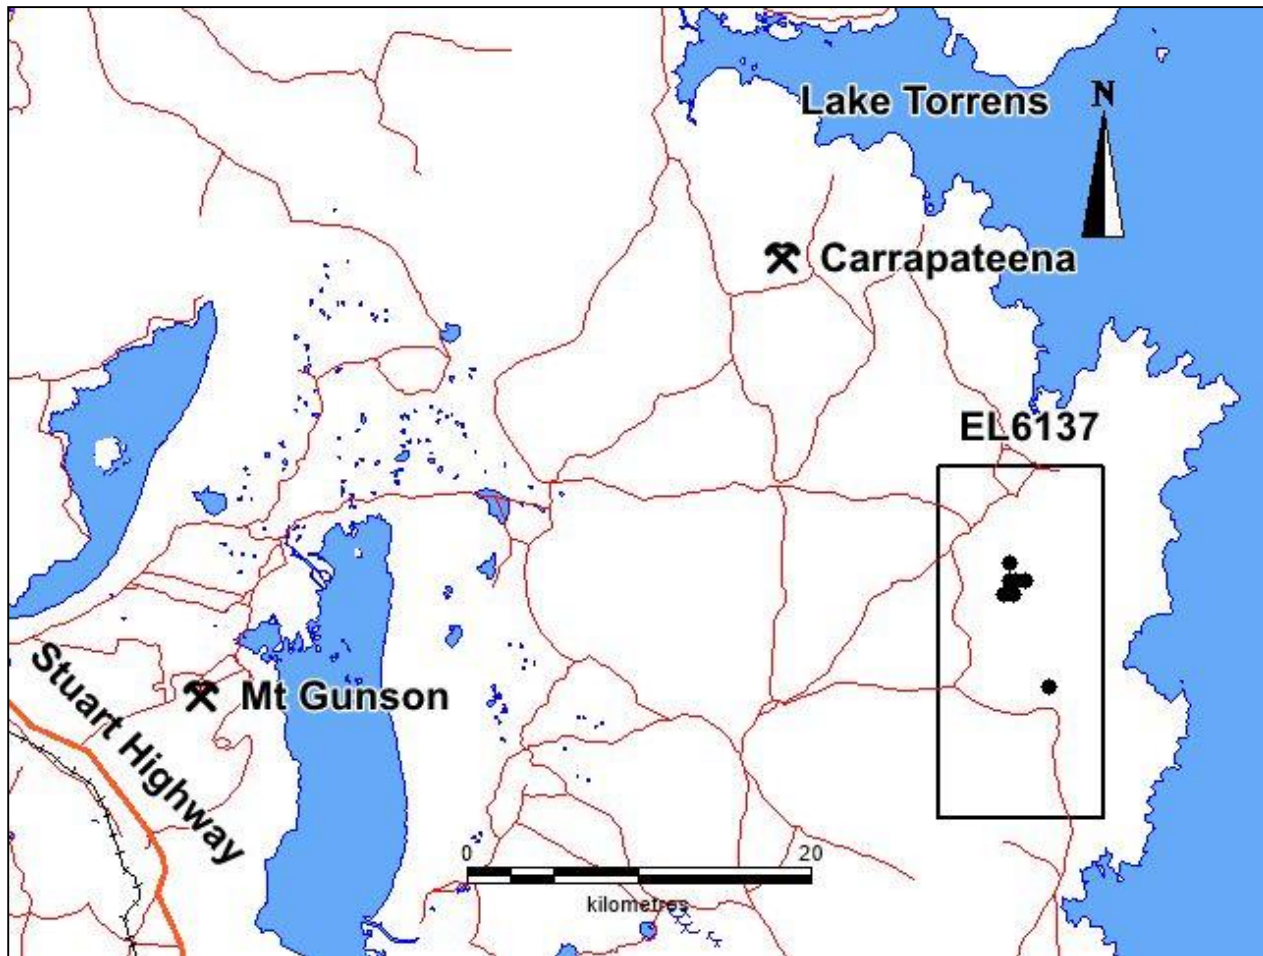 Lake Torrens
N
Carrapateena
EL6137
Stuart Highway
Mt Gunson
0 20
kilometres